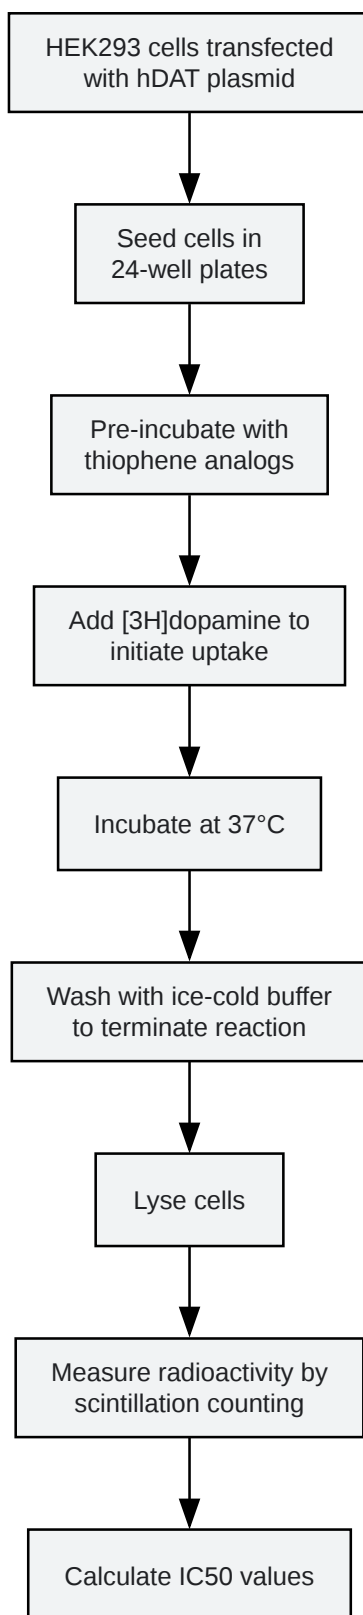 HEK293 cells transfected
with hDAT plasmid
Seed cells in
24-well plates
Pre-incubate with
thiophene analogs
Add [3H]dopamine to
initiate uptake
Incubate at 37°C
Wash with ice-cold buffer
to terminate reaction
Lyse cells
Measure radioactivity by
scintillation counting
Calculate IC50 values